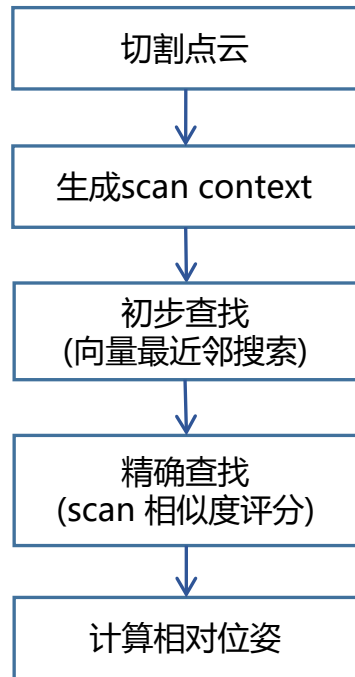 切割点云
生成scan context
初步查找
(向量最近邻搜索)
精确查找
(scan 相似度评分)
计算相对位姿